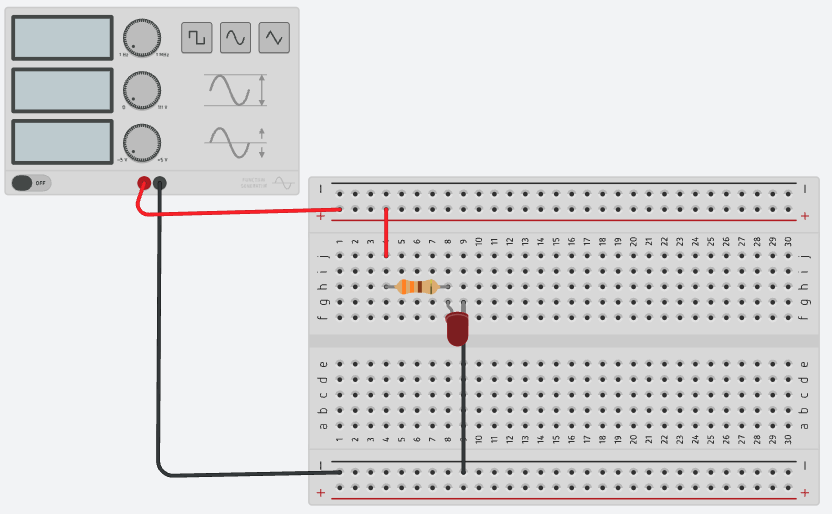 1 Hz 1 MHz
0 10 V
-5 V +5 V
OFF
FUNCTION
GENERATOR
— —
+ +
1 2 3 4 5 6 7 8 9 10 11 12 13 14 15 16 17 18 19 20 21 22 23 24 25 26 27 28 29 30
j j
i i
h h
g g
f f
e e
d d
c c
b b
a a
1 2 3 4 5 6 7 8 9 10 11 12 13 14 15 16 17 18 19 20 21 22 23 24 25 26 27 28 29 30
— —
+ +